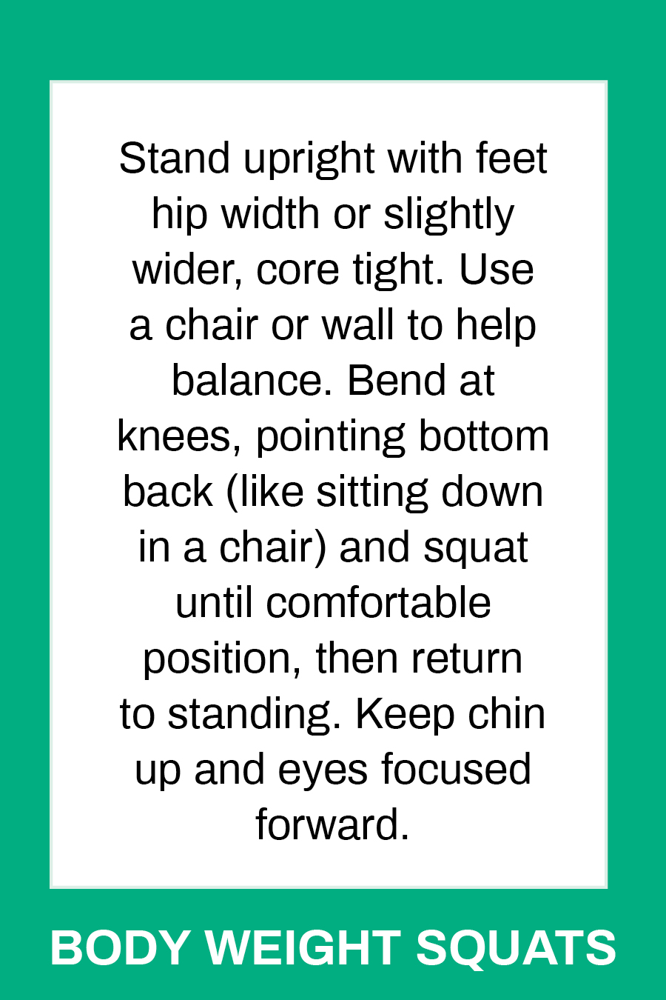 Stand upright with feet
hip width or slightly
wider, core tight. Use
a chair or wall to help
balance. Bend at
knees, pointing bottom
back (like sitting down
in a chair) and squat
until comfortable
position, then return
to standing. Keep chin
up and eyes focused
forward.
BODY WEIGHT SQUATS